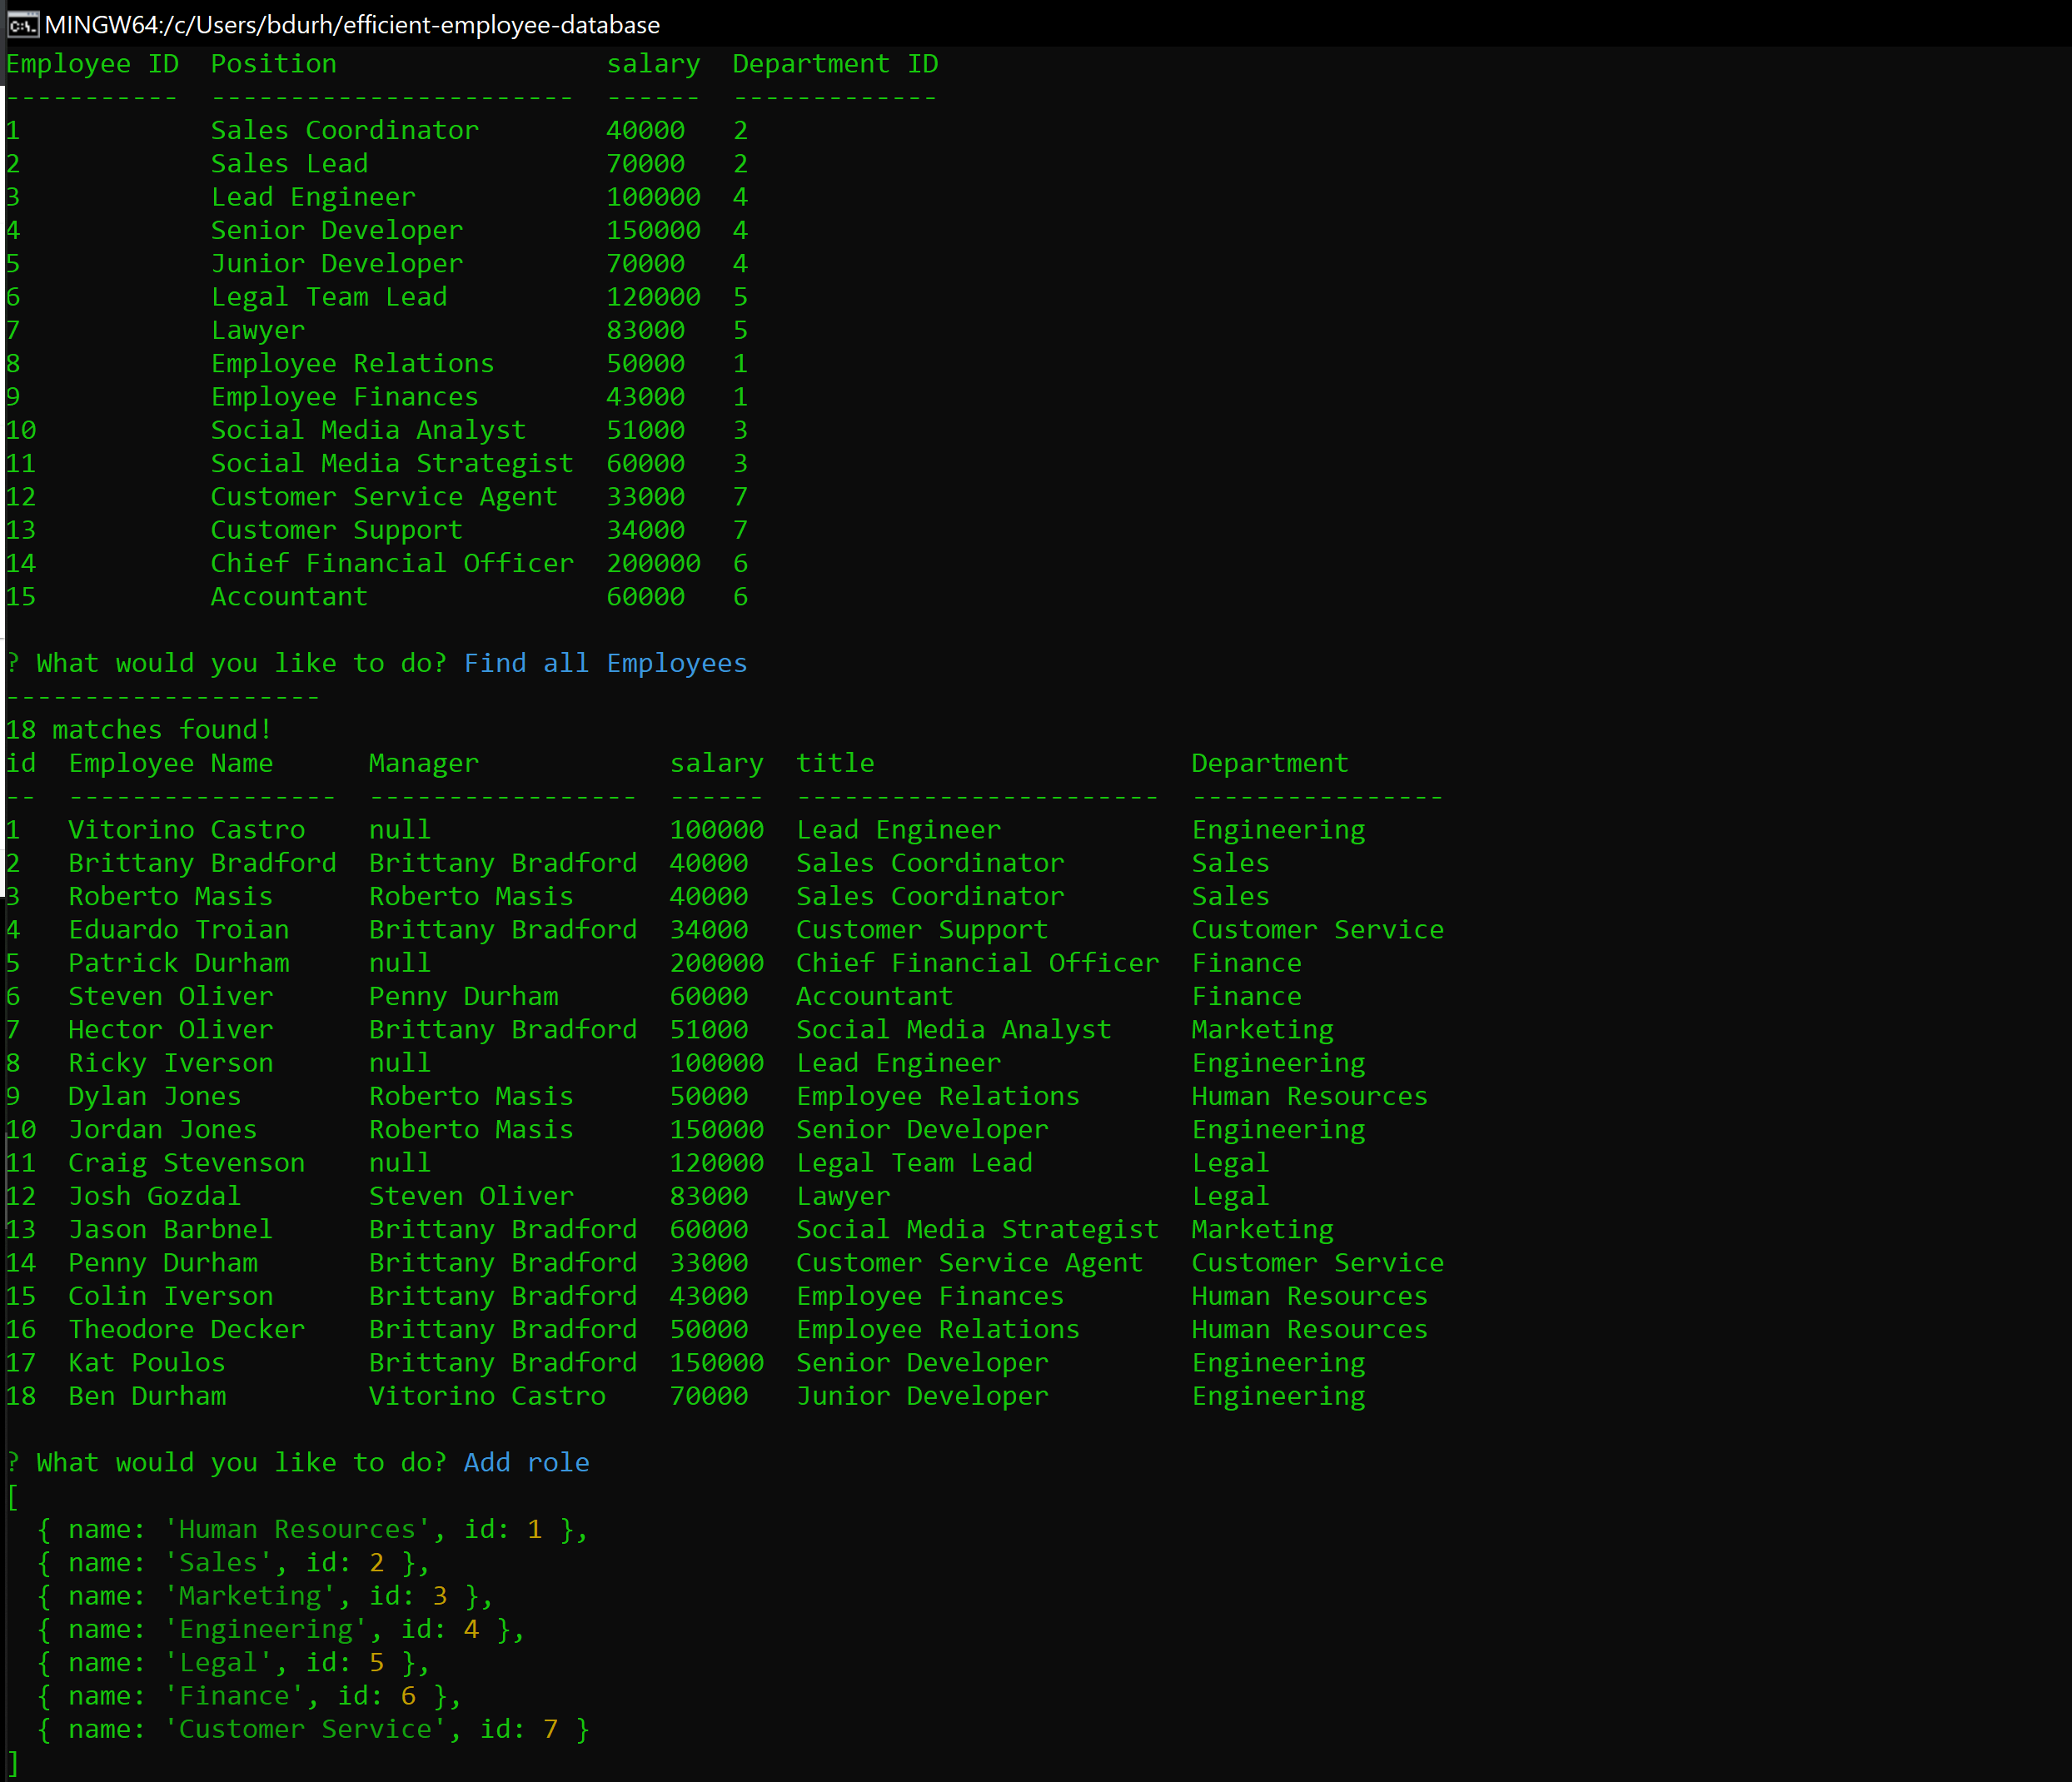 MINGW64:/c/Users/bdurh/efficient-employee-database
Employee ID  Position                 salary  Department ID
-----------  -----------------------  ------  -------------
1            Sales Coordinator        40000   2
2            Sales Lead               70000   2
3            Lead Engineer            100000  4
4            Senior Developer         150000  4
5            Junior Developer         70000   4
6            Legal Team Lead          120000  5
7            Lawyer                   83000   5
8            Employee Relations       50000   1
9            Employee Finances        43000   1
10           Social Media Analyst     51000   3
11           Social Media Strategist  60000   3
12           Customer Service Agent   33000   7
13           Customer Support         34000   7
14           Chief Financial Officer  200000  6
15           Accountant               60000   6
? What would you like to do? Find all Employees
--------------------
18 matches found!
id  Employee Name      Manager            salary  title                    Department
--  -----------------  -----------------  ------  -----------------------  ----------------
1   Vitorino Castro    null               100000  Lead Engineer            Engineering
2   Brittany Bradford  Brittany Bradford  40000   Sales Coordinator        Sales
3   Roberto Masis      Roberto Masis      40000   Sales Coordinator        Sales
4   Eduardo Troian     Brittany Bradford  34000   Customer Support         Customer Service
5   Patrick Durham     null               200000  Chief Financial Officer  Finance
6   Steven Oliver      Penny Durham       60000   Accountant               Finance
7   Hector Oliver      Brittany Bradford  51000   Social Media Analyst     Marketing
8   Ricky Iverson      null               100000  Lead Engineer            Engineering
9   Dylan Jones        Roberto Masis      50000   Employee Relations       Human Resources
10  Jordan Jones       Roberto Masis      150000  Senior Developer         Engineering
11  Craig Stevenson    null               120000  Legal Team Lead          Legal
12  Josh Gozdal        Steven Oliver      83000   Lawyer                   Legal
13  Jason Barbnel      Brittany Bradford  60000   Social Media Strategist  Marketing
14  Penny Durham       Brittany Bradford  33000   Customer Service Agent   Customer Service
15  Colin Iverson      Brittany Bradford  43000   Employee Finances        Human Resources
16  Theodore Decker    Brittany Bradford  50000   Employee Relations       Human Resources
17  Kat Poulos         Brittany Bradford  150000  Senior Developer         Engineering
18  Ben Durham         Vitorino Castro    70000   Junior Developer         Engineering
? What would you like to do? Add role
[
  { name: 'Human Resources', id: 1 },
  { name: 'Sales', id: 2 },
  { name: 'Marketing', id: 3 },
  { name: 'Engineering', id: 4 },
  { name: 'Legal', id: 5 },
  { name: 'Finance', id: 6 },
  { name: 'Customer Service', id: 7 }
]